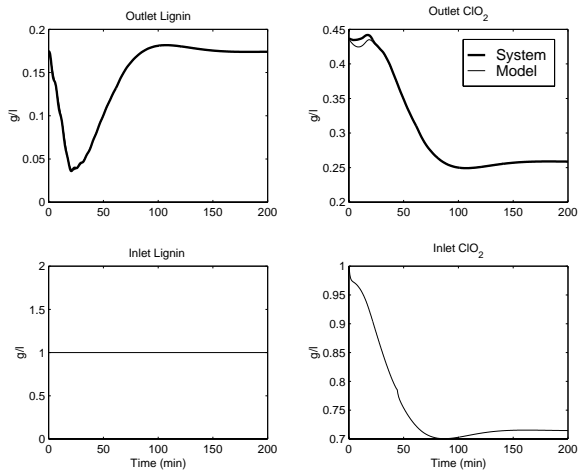 Outlet Lignin
0.2
0.15
0.1
0.05
0
g/l
0 50 100 150 200
Outlet ClO2
0.45
0.4
0.35
0.3
0.25
0.2
g/l
System
Model
0 50 100 150 200
Inlet Lignin
2
1.5
1
0.5
0
g/l
0 50 100 150 200
Time (min)
Inlet ClO2
1
0.95
0.9
0.85
0.8
0.75
0.7
g/l
0 50 100 150 200
Time (min)